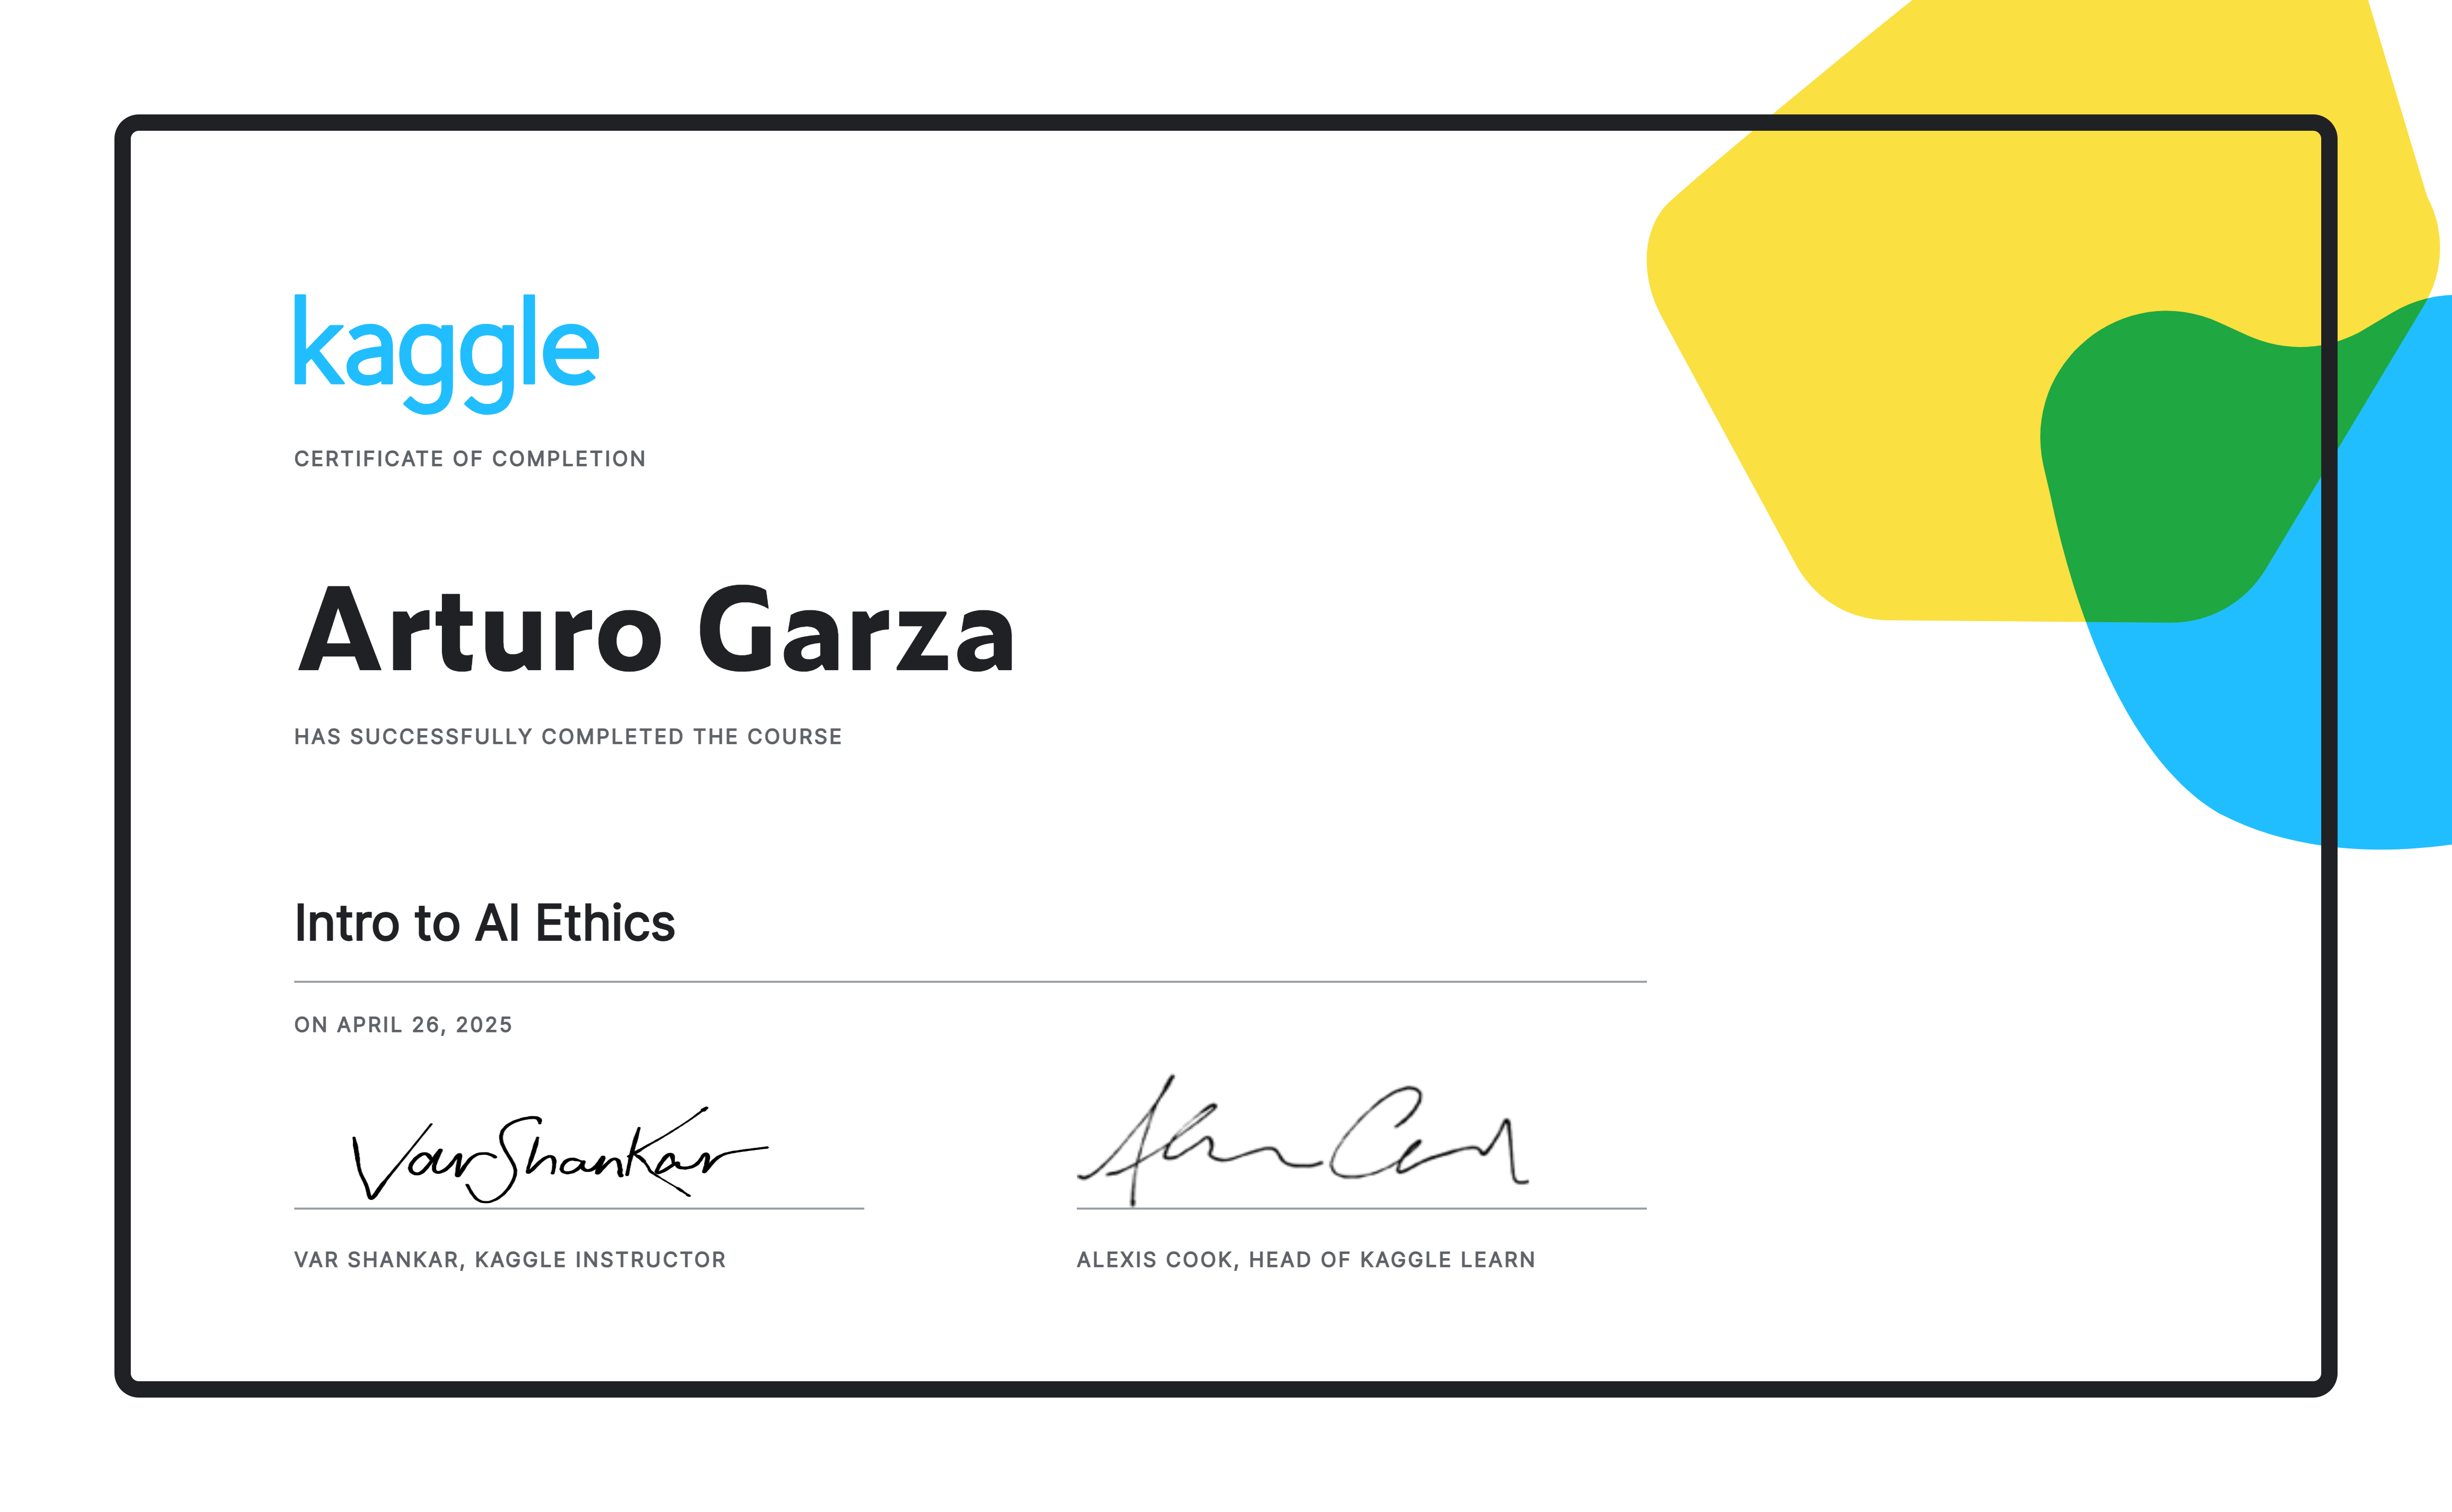 kaggle
CERTIFICATE OF COMPLETION
Arturo Garza
HAS SUCCESSFULLY COMPLETED THE COURSE
Intro to AI Ethics
ON APRIL 26, 2025
Var Shankar
VAR SHANKAR, KAGGLE INSTRUCTOR
ALEXIS COOK, HEAD OF KAGGLE LEARN